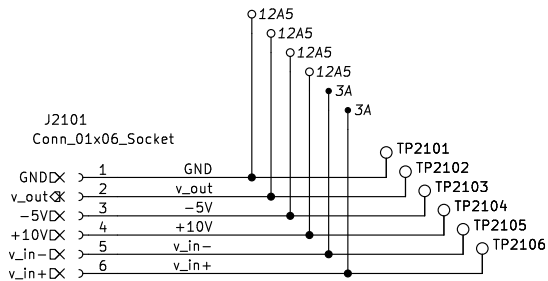 12A5
12A5
12A5
12A5
3A
3A
J2101
Conn_01x06_Socket
TP2101
GND 1 GND TP2102
v_out 2 v_out TP2103
-5V 3 -5V TP2104
+10V 4 +10V TP2105
v_in- 5 v_in- TP2106
v_in+ 6 v_in+